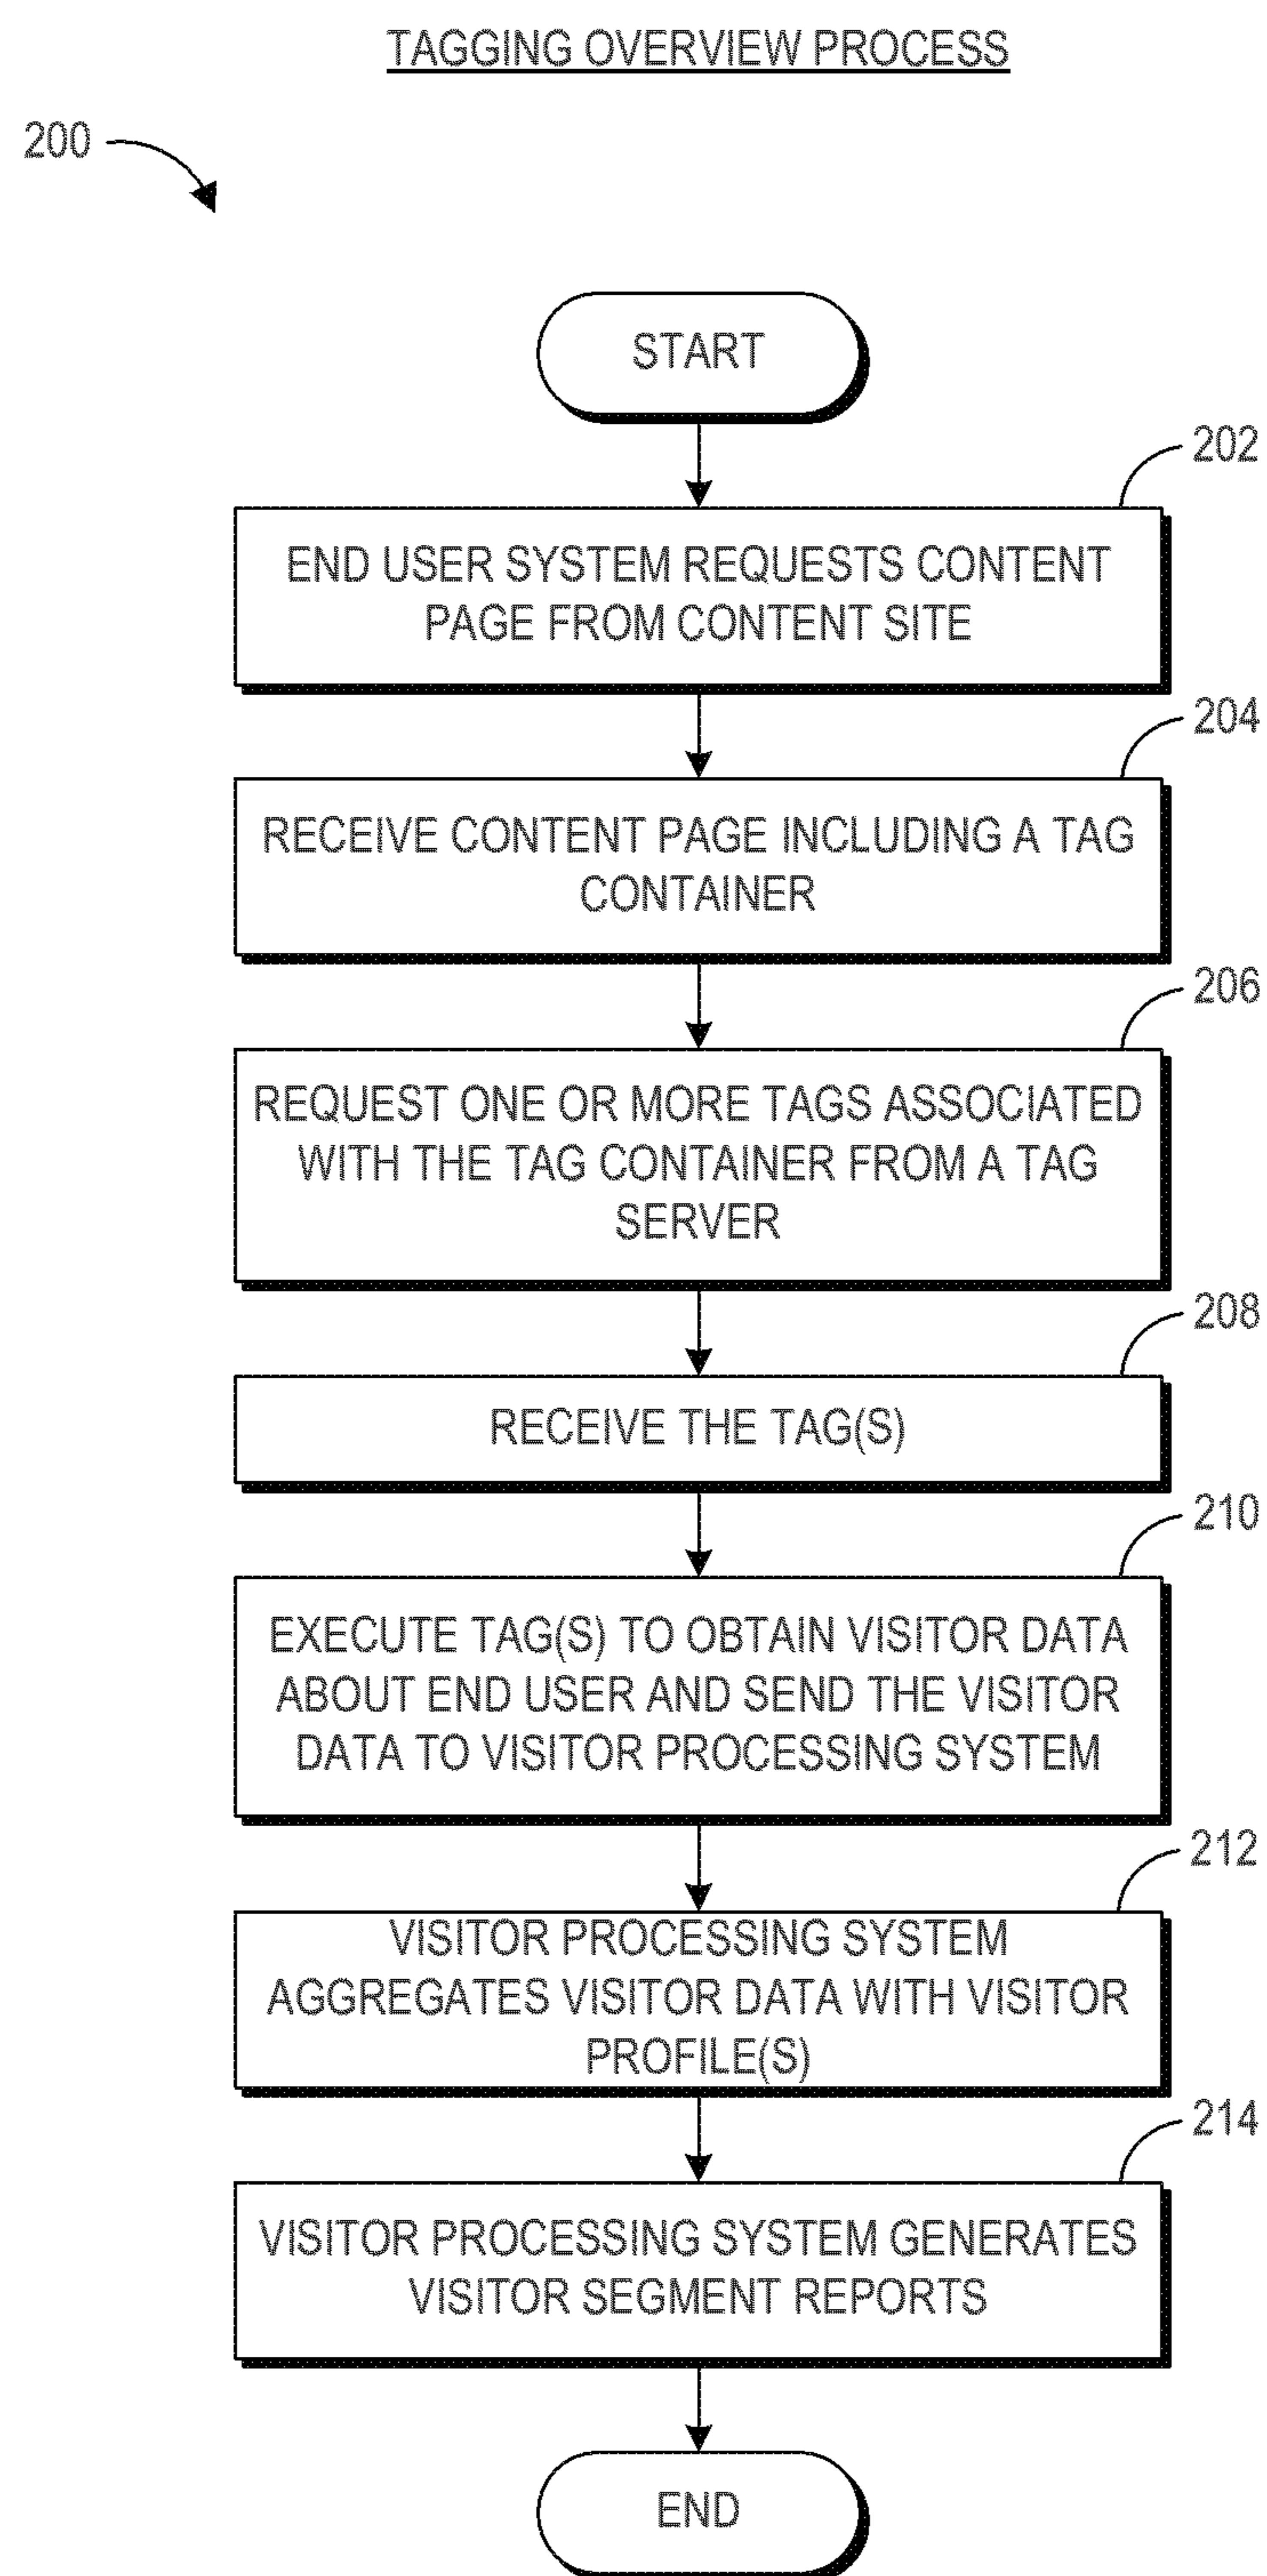 TAGGING OVERVIEW PROCESS
200
START
202
END USER SYSTEM REQUESTS CONTENT
PAGE FROM CONTENT SITE
204
RECEIVE CONTENT PAGE INCLUDING A TAG
CONTAINER
206
REQUEST ONE OR MORE TAGS ASSOCIATED
WITH THE TAG CONTAINER FROM A TAG
SERVER
208
RECEIVE THE TAG(S)
210
EXECUTE TAG(S) TO OBTAIN VISITOR DATA
ABOUT END USER AND SEND THE VISITOR
DATA TO VISITOR PROCESSING SYSTEM
212
VISITOR PROCESSING SYSTEM
AGGREGATES VISITOR DATA WITH VISITOR
PROFILE(S)
214
VISITOR PROCESSING SYSTEM GENERATES
VISITOR SEGMENT REPORTS
END